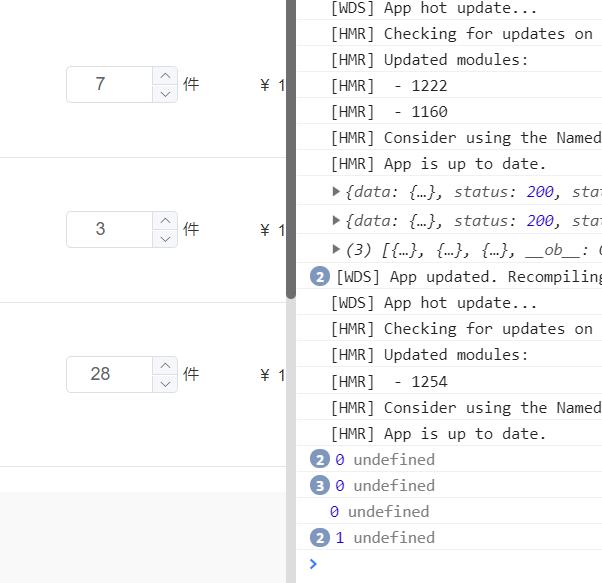 7 件 ¥ 1
3 件 ¥ 1
28 件 ¥ 1
[WDS] App hot update...
[HMR] Checking for updates on
[HMR] Updated modules:
[HMR]  - 1222
[HMR]  - 1160
[HMR] Consider using the Named
[HMR] App is up to date.
{data: {…}, status: 200, sta
{data: {…}, status: 200, sta
(3) [{…}, {…}, {…}, __ob__:
2 [WDS] App updated. Recompiling
[WDS] App hot update...
[HMR] Checking for updates on
[HMR] Updated modules:
[HMR]  - 1254
[HMR] Consider using the Named
[HMR] App is up to date.
2 0 undefined
3 0 undefined
0 undefined
2 1 undefined